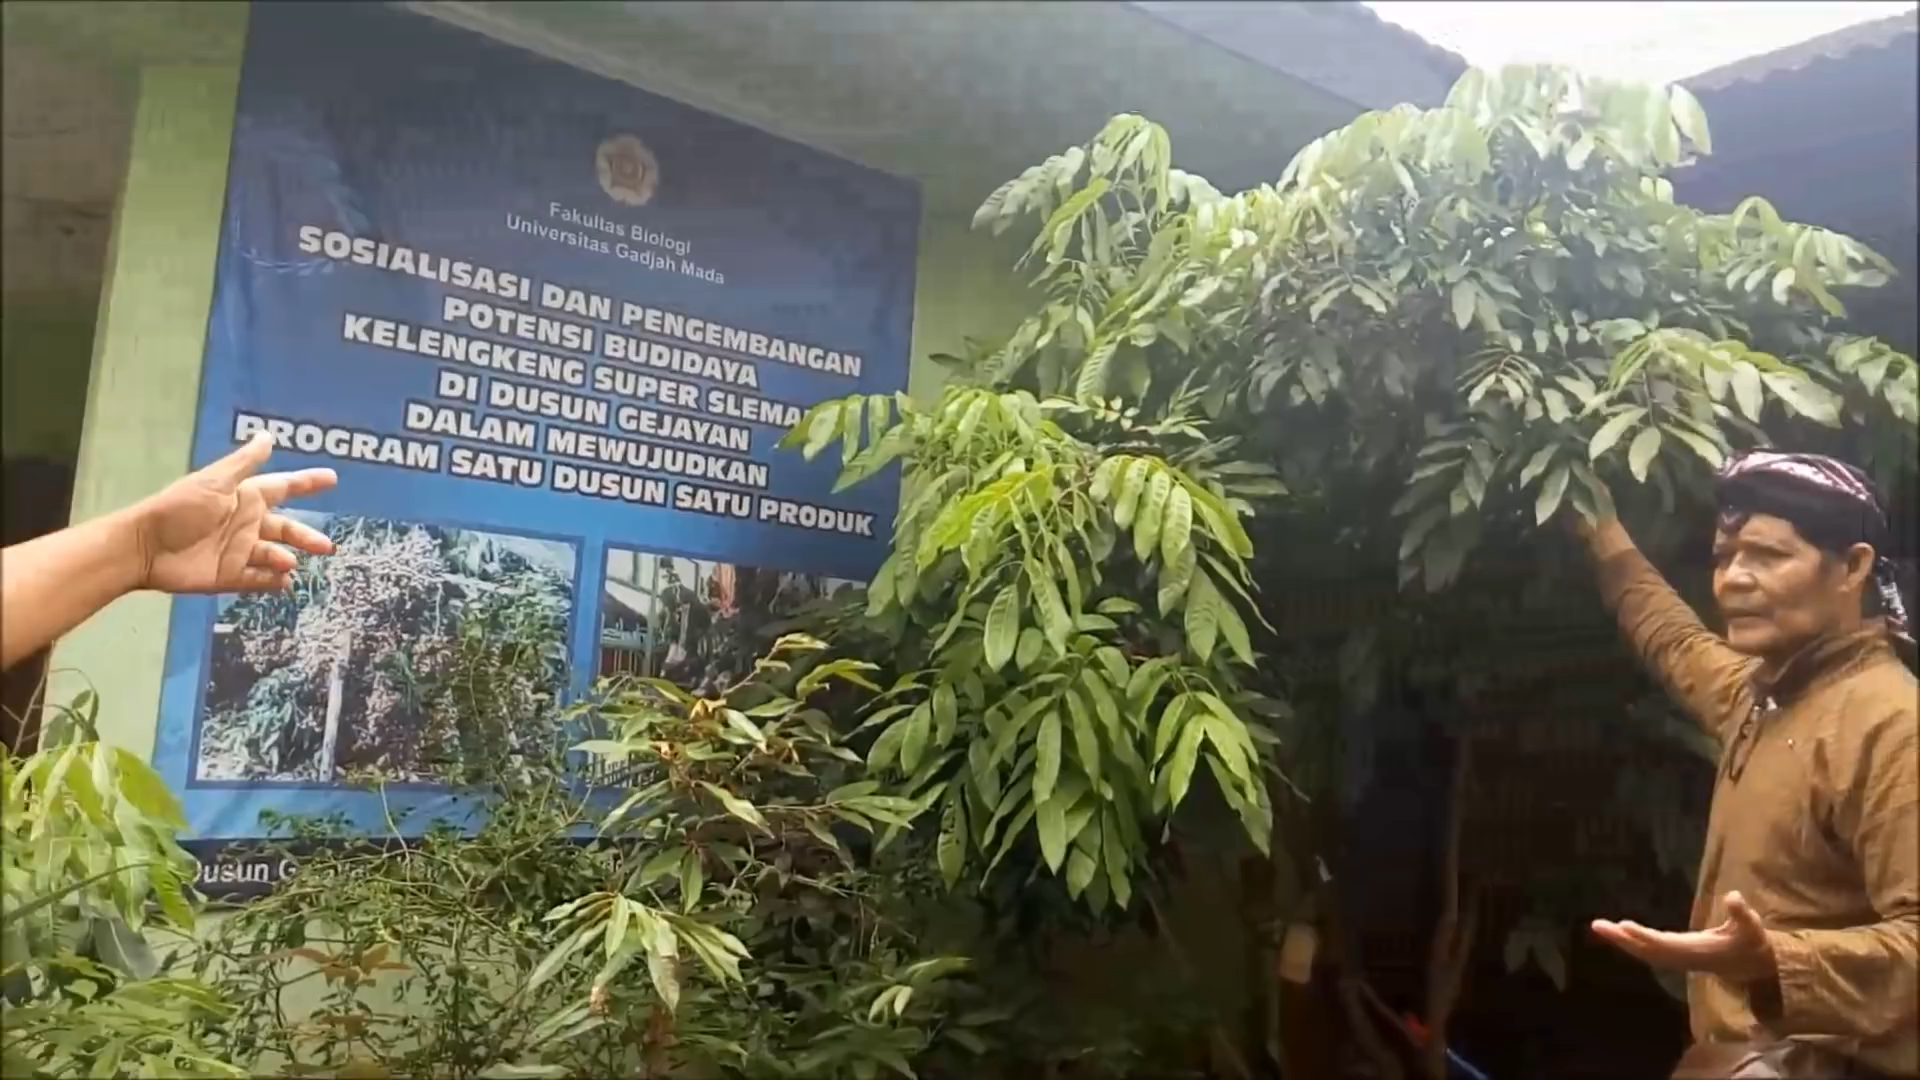 Fakultas Biologi
Universitas Gadjah Mada
SOSIALISASI DAN PENGEMBANGAN
POTENSI BUDIDAYA
KELENGKENG SUPER SLEMA
DI DUSUN GEJAYAN
DALAM MEWUJUDKAN
PROGRAM SATU DUSUN SATU PRODUK
Dusun